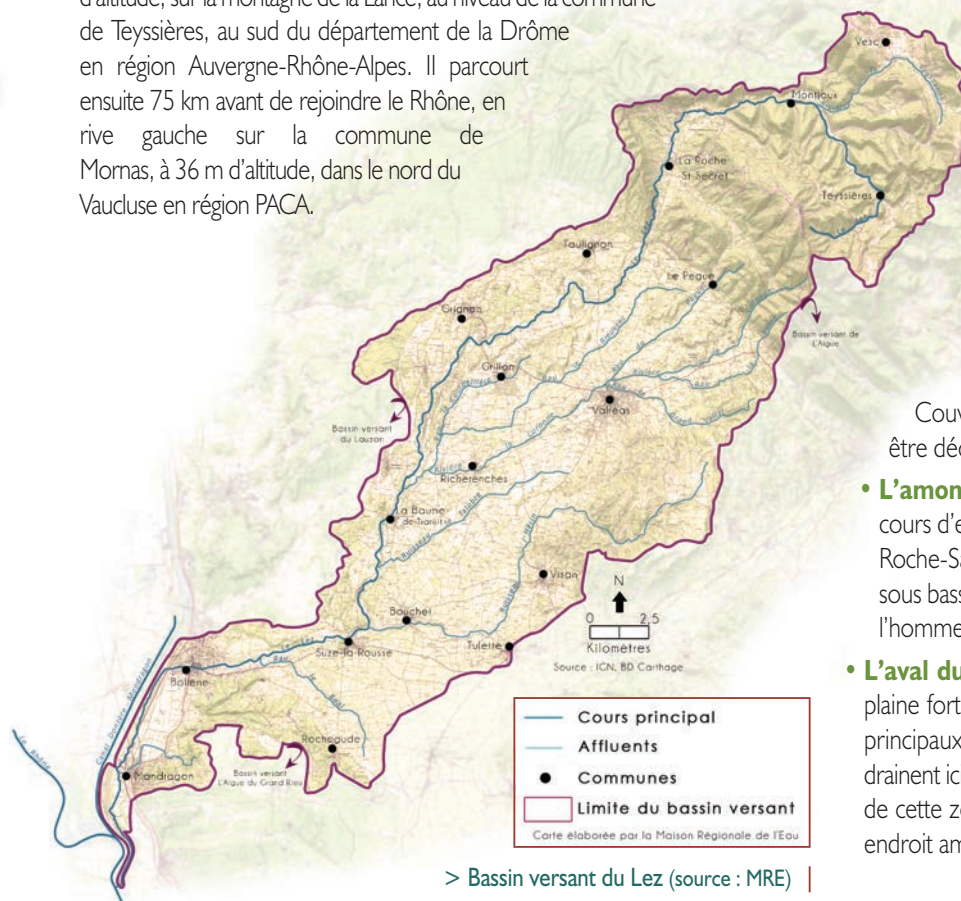 d'altitude, sur la montagne de la Lance, au niveau de la commune
de Teyssières, au sud du département de la Drôme
en région Auvergne-Rhône-Alpes. Il parcourt
ensuite 75 km avant de rejoindre le Rhône, en
rive gauche sur la commune de
Mornas, à 36 m d'altitude, dans le nord du
Vaucluse en région PACA.
Vesc
Montjoux
La Roche
St-Secret
Teyssières
Taulignan
Le Pegue
Grignan
Bassin versant de
L'Aigue
Grillon
Valréas
Bassin versant
du Lauzon
Richerenches
La Baume
de-Transit
Visan
Bouchet
Suze-la-Rousse
Tulette
Le Lez
Bollène
Canal Donzère Mondragon
Le Rhône
Rochegude
Mondragon
Bassin versant
L'Aigue du Grand Rieu
N
0 2,5
Kilomètres
Source : IGN, BD Carthage
Cours principal
Affluents
Communes
Limite du bassin versant
Carte élaborée par la Maison Régionale de l'Eau
> Bassin versant du Lez (source : MRE)
Couv
être déc
• L'amon
cours d'e
Roche-Sa
sous bass
l'homme
• L'aval du
plaine fort
principaux
drainent ici
de cette z
endroit am